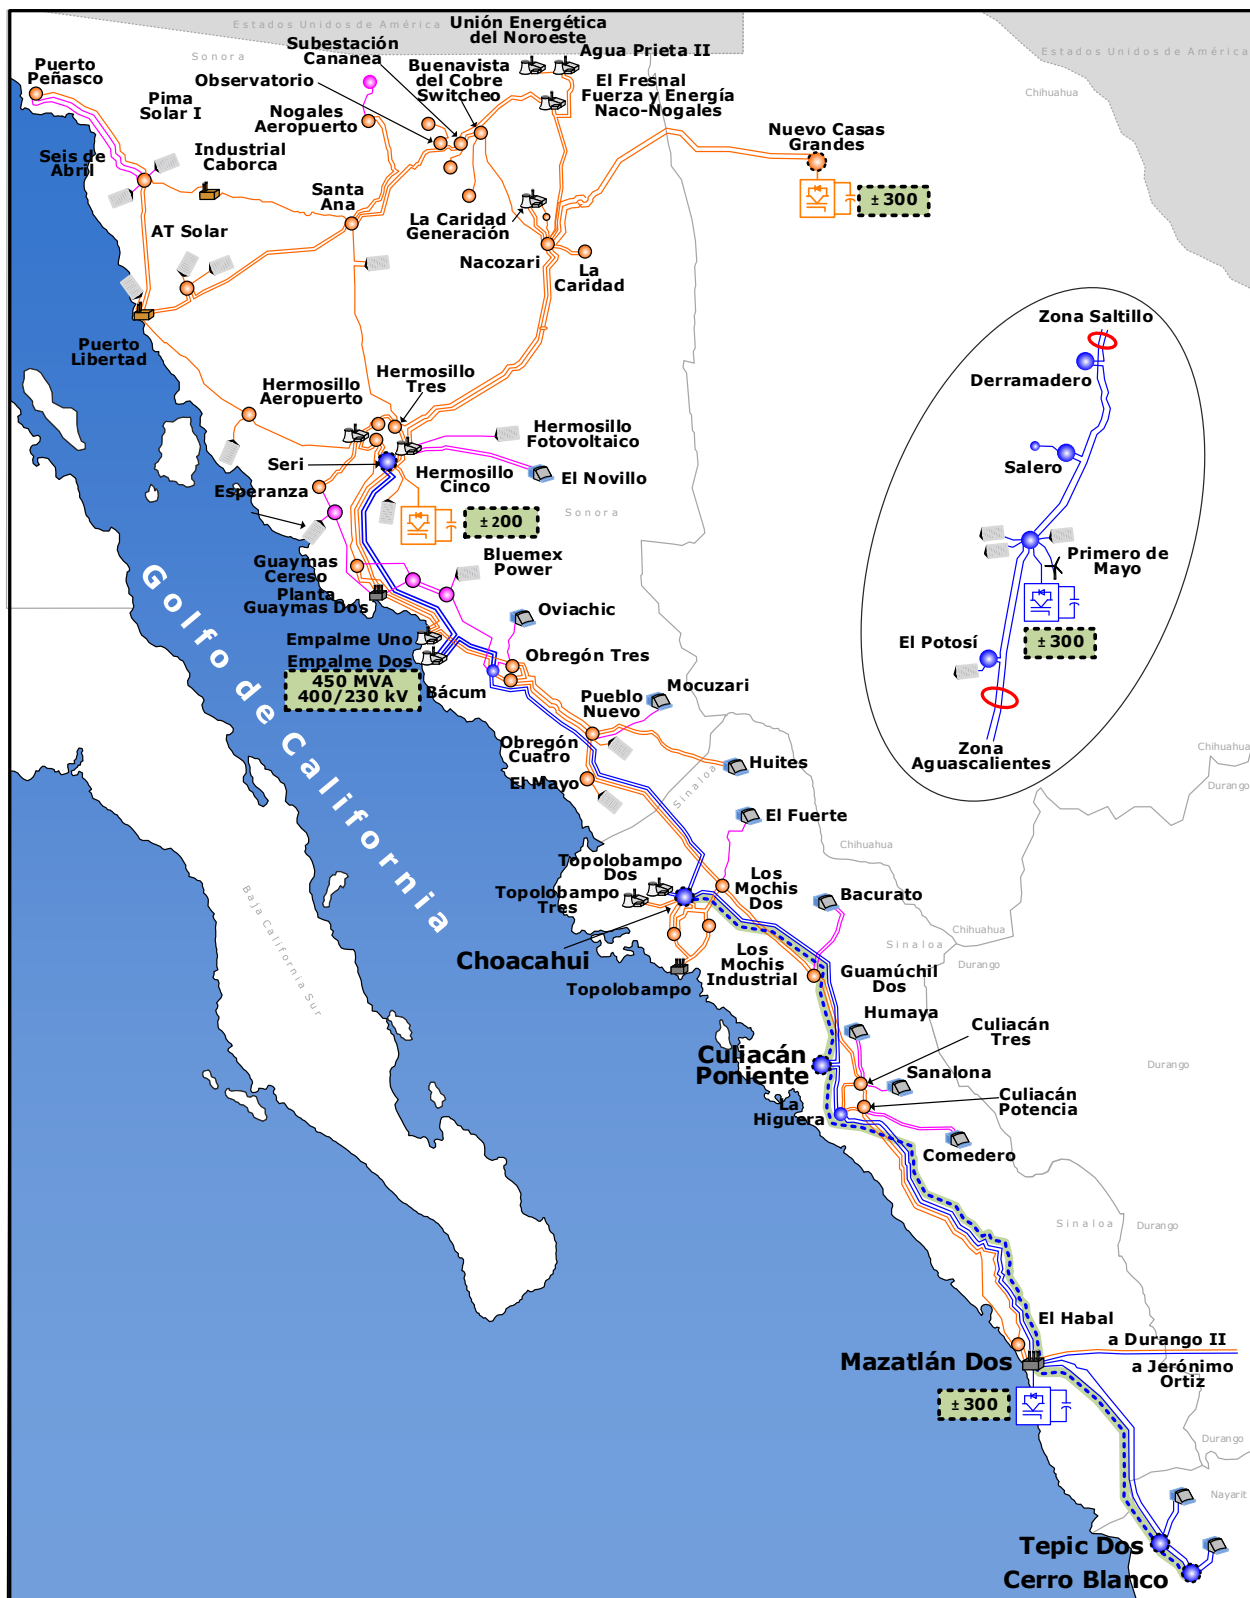 Estados Unidos de América
Unión Energética
del Noroeste
Estados Unidos de América
Sonora
Subestación
Cananea
Agua Prieta II
Puerto
Peñasco
Observatorio
Buenavista
del Cobre
Switcheo
El Fresnal
Fuerza y Energía
Naco-Nogales
Chihuahua
Pima
Solar I
Nogales
Aeropuerto
Nuevo Casas
Grandes
Seis de
Abril
Industrial
Caborca
Santa
Ana
± 300
La Caridad
Generación
AT Solar
Nacozari
La
Caridad
Puerto
Libertad
Zona Saltillo
Derramadero
Hermosillo
Tres
Hermosillo
Aeropuerto
Hermosillo
Fotovoltaico
Seri
Salero
Hermosillo
Cinco
El Novillo
Esperanza
Sonora
± 200
Bluemex
Power
Primero de
Mayo
Guaymas
Cereso
Planta
Guaymas Dos
Golfo de California
Oviachic
± 300
El Potosí
Empalme Uno
Empalme Dos
Obregón Tres
450 MVA
400/230 kV
Bácum
Mocuzari
Pueblo
Nuevo
Obregón
Cuatro
Zona
Aguascalientes
Chihuahua
Durango
El Mayo
Huites
Sinaloa
El Fuerte
Chihuahua
Topolobampo
Dos
Los
Mochis
Dos
Topolobampo
Tres
Bacurato
Baja California Sur
Chihuahua
Sinaloa
Durango
Choacahui
Los
Mochis
Industrial
Guamúchil
Dos
Topolobampo
Humaya
Culiacán
Tres
Culiacán
Poniente
Sanalona
Durango
Culiacán
Potencia
La
Higuera
Comedero
Sinaloa
Durango
El Habal
a Durango II
Mazatlán Dos
a Jerónimo
Ortiz
± 300
Durango
Nayarit
Tepic Dos
Cerro Blanco